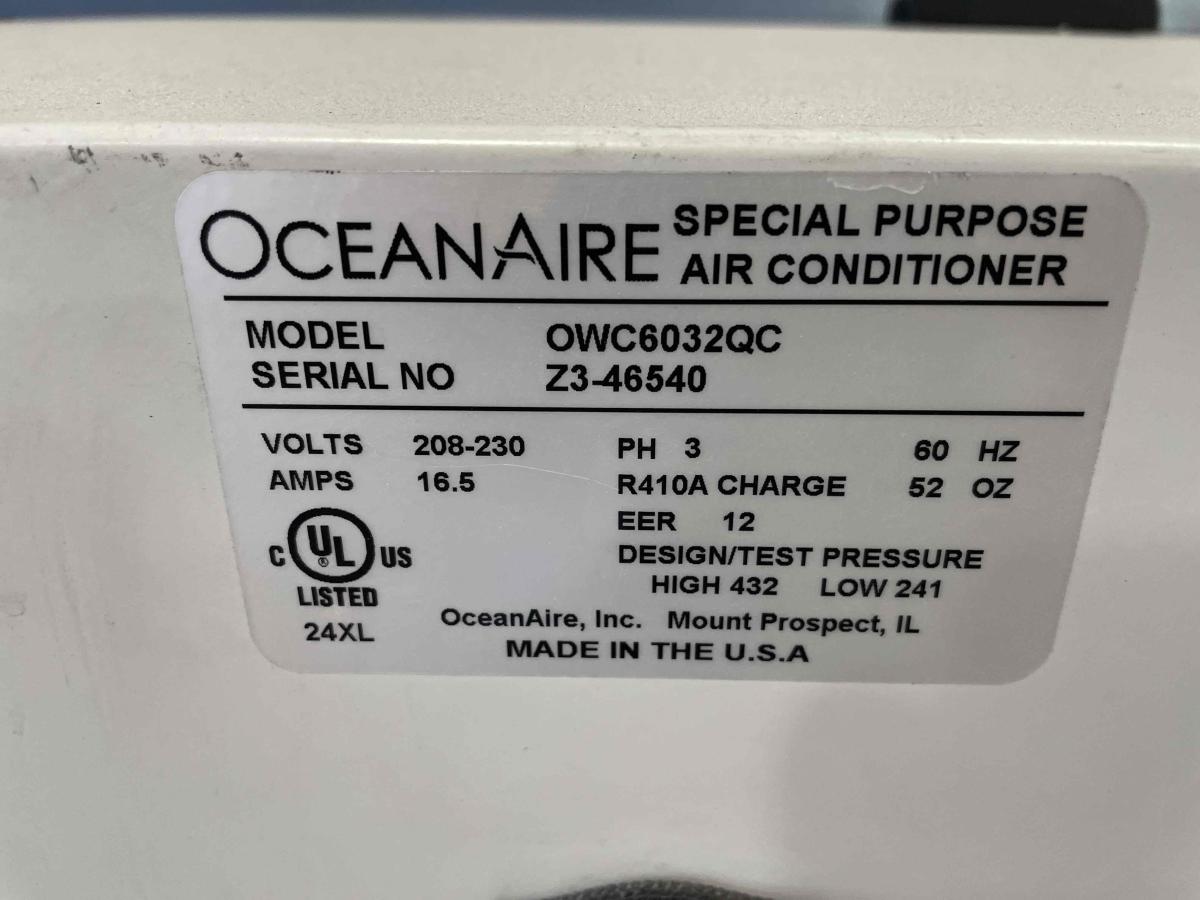 OCEANAIRE SPECIAL PURPOSE
AIR CONDITIONER
MODEL OWC6032QC
SERIAL NO Z3-46540
VOLTS 208-230 PH 3 60 HZ
AMPS 16.5 R410A CHARGE 52 OZ
EER 12
C UL® US
DESIGN/TEST PRESSURE
HIGH 432 LOW 241
LISTED
24XL
OceanAire, Inc. Mount Prospect, IL
MADE IN THE U.S.A